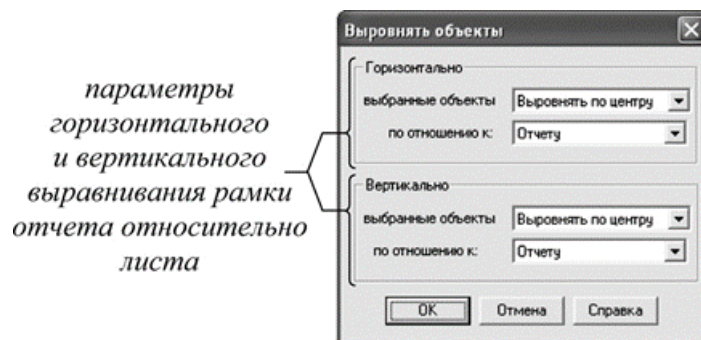 параметры
горизонтального
и вертикального
выравнивания рамки
отчета относительно
листа
Выровнять объекты
Горизонтально
выбранные объекты Выровнять по центру
по отношению к: Отчету
Вертикально
выбранные объекты Выровнять по центру
по отношению к: Отчету
OK Отмена Справка